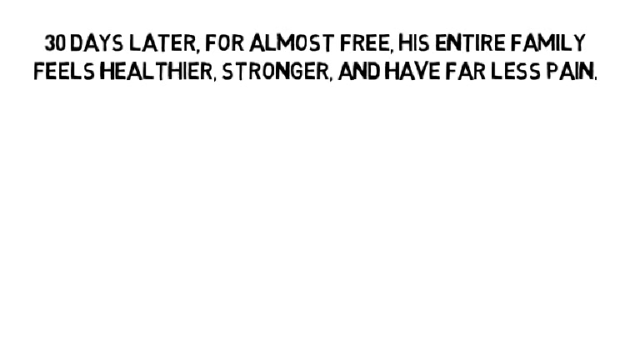 30 DAYS LATER, FOR ALMOST FREE, HIS ENTIRE FAMILY
FEELS HEALTHIER, STRONGER, AND HAVE FAR LESS PAIN.